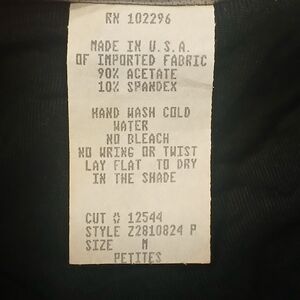 RN 102296
MADE IN U.S.A.
OF IMPORTED FABRIC
90% ACETATE
10% SPANDEX
HAND WASH COLD
WATER
NO BLEACH
NO WRING OR TWIST
LAY FLAT TO DRY
IN THE SHADE
CUT # 12544
STYLE Z2810824 P
SIZE M
PETITES